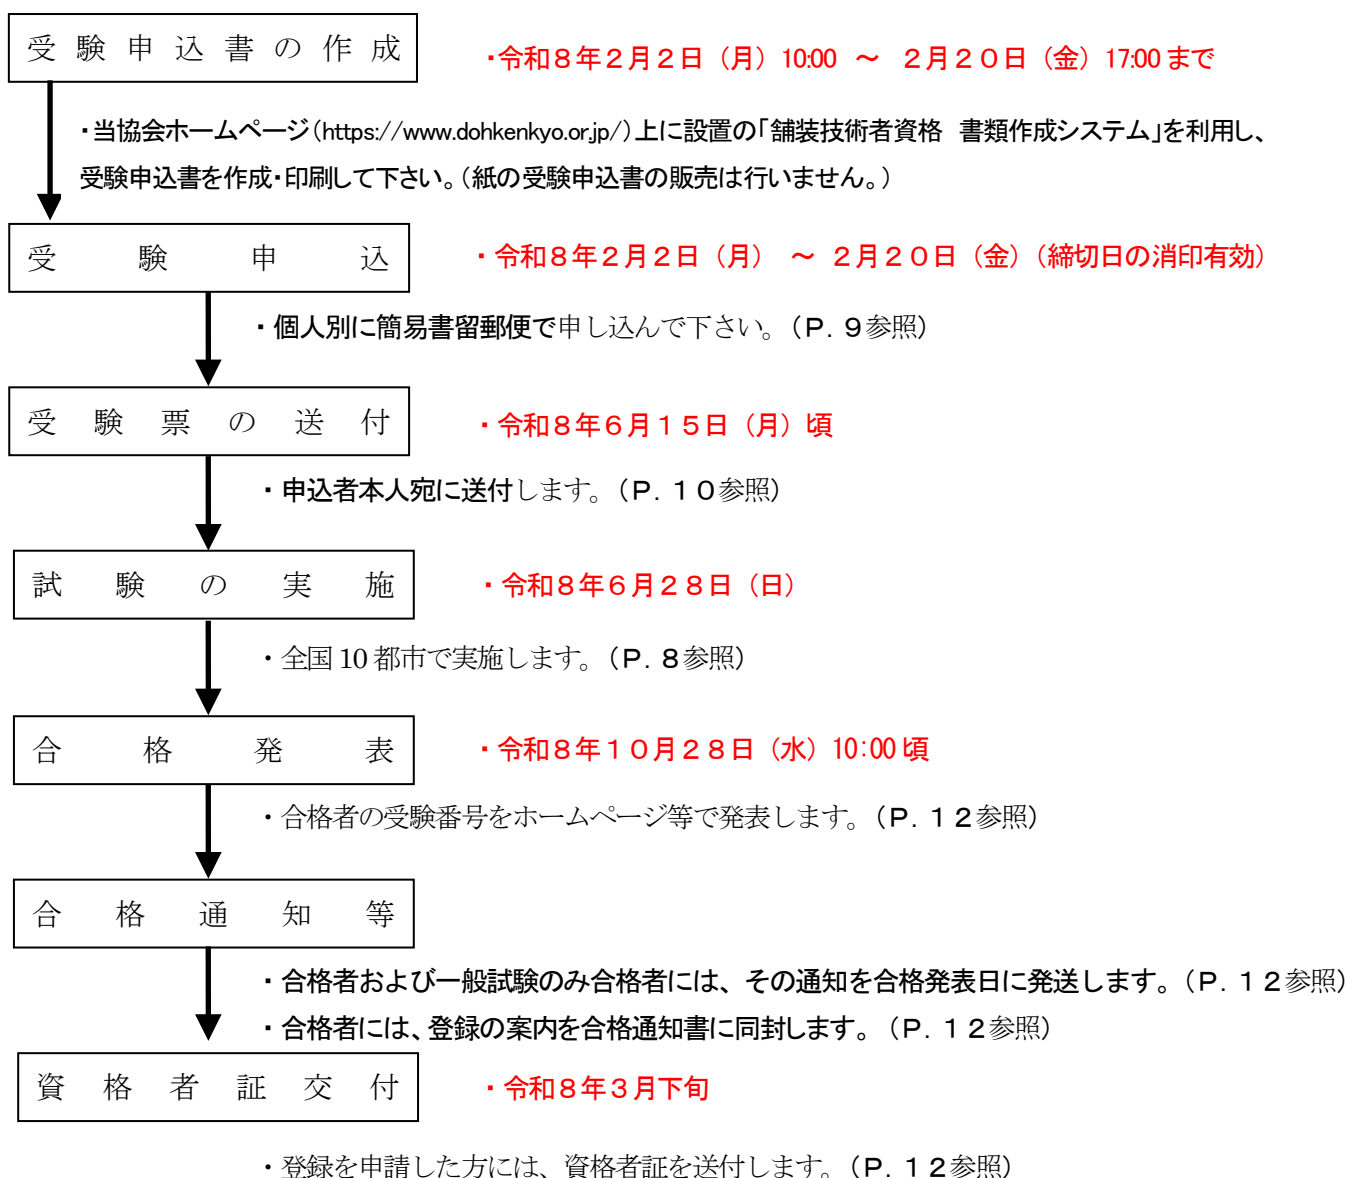 受験申込書の作成
・令和８年２月２日（月）10:00 ～ ２月２０日（金）17:00まで
・当協会ホームページ（https://www.dohkenkyo.or.jp/）上に設置の「舗装技術者資格　書類作成システム」を利用し、
受験申込書を作成・印刷して下さい。（紙の受験申込書の販売は行いません。）
受験申込
・令和８年２月２日（月） ～ ２月２０日（金）（締切日の消印有効）
・個人別に簡易書留郵便で申し込んで下さい。（Ｐ．９参照）
受験票の送付
・令和８年６月１５日（月）頃
・申込者本人宛に送付します。（Ｐ．１０参照）
試験の実施
・令和８年６月２８日（日）
・全国10都市で実施します。（Ｐ．８参照）
合格発表
・令和８年１０月２８日（水）10:00頃
・合格者の受験番号をホームページ等で発表します。（Ｐ．１２参照）
合格通知等
・合格者および一般試験のみ合格者には、その通知を合格発表日に発送します。（Ｐ．１２参照）
・合格者には、登録の案内を合格通知書に同封します。（Ｐ．１２参照）
資格者証交付
・令和８年３月下旬
・登録を申請した方には、資格者証を送付します。（Ｐ．１２参照）